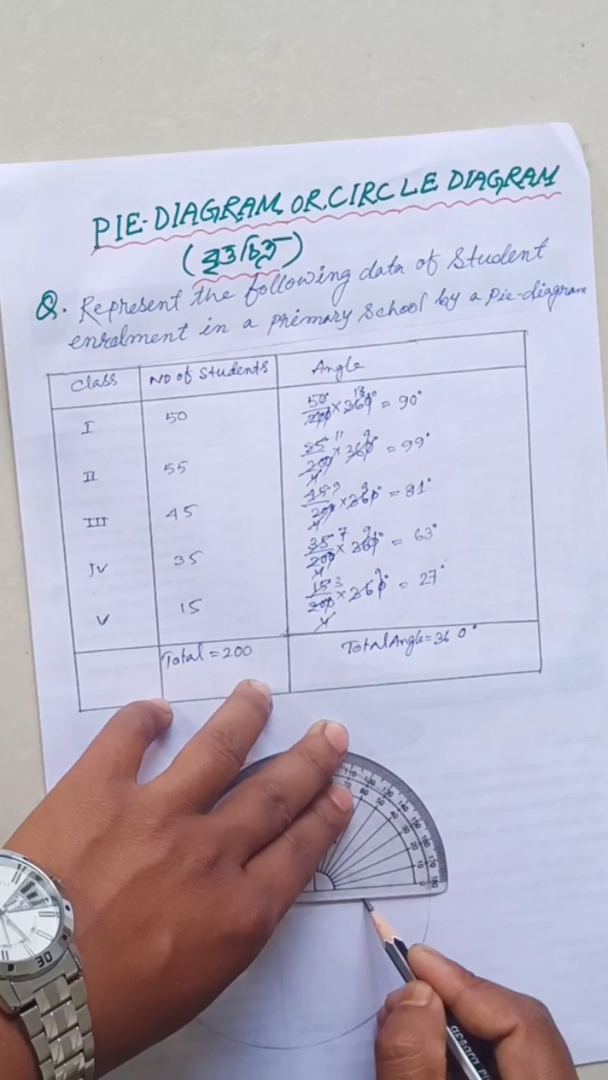 PIE-DIAGRAM OR CIRCLE DIAGRAM
(বৃত্তচিত্র)
Q. Represent the following data of Student
enrolment in a primary School by a Pie-diagram
Class No of Students Angle
I 50 50/200 × 360° = 90°
II 55 55/200 × 360° = 99°
III 45 45/200 × 360° = 81°
IV 35 35/200 × 360° = 63°
V 15 15/200 × 360° = 27°
Total = 200 Total Angle = 360°
30